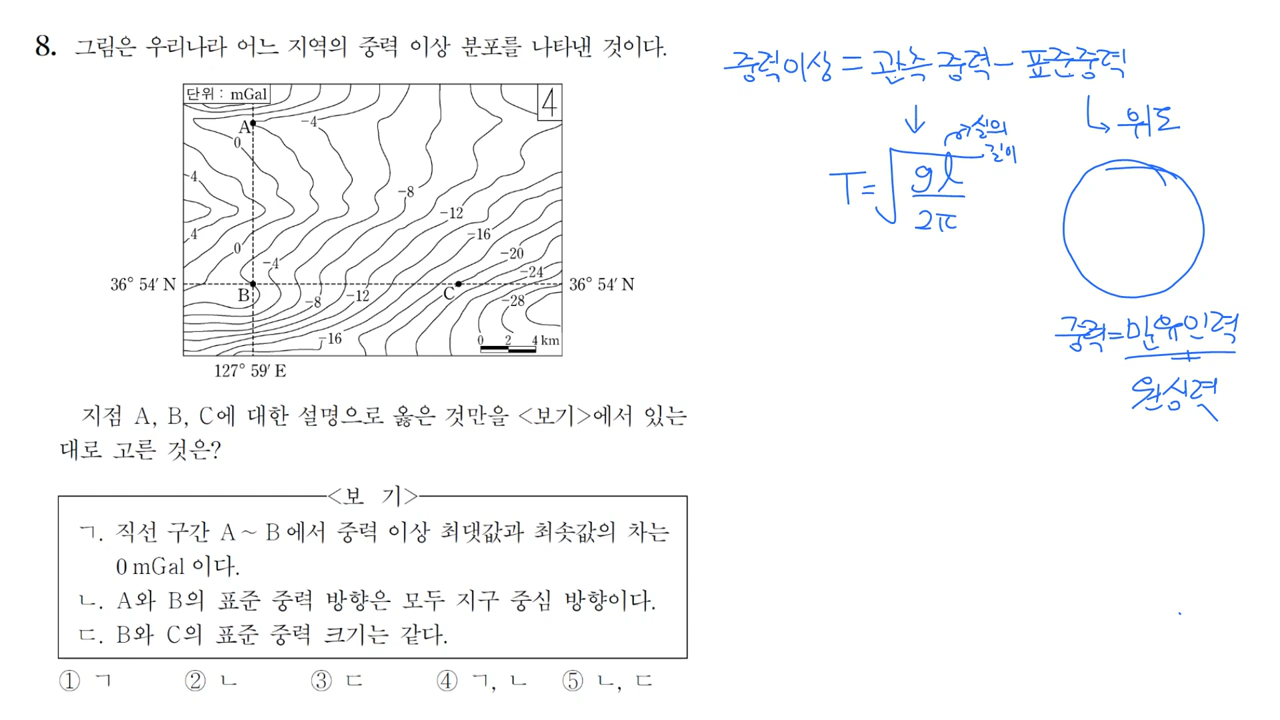 8. 그림은 우리나라 어느 지역의 중력 이상 분포를 나타낸 것이다.
단위 : mGal
4
A
-4
0
-4
-8
4
-12
-16
0
-20
-4
-24
36° 54′ N
B
-8
-12
C
-28
36° 54′ N
-16
0 2 4 km
127° 59′ E
지점 A, B, C에 대한 설명으로 옳은 것만을 <보기>에서 있는
대로 고른 것은?
<보 기>
ㄱ. 직선 구간 A ~ B에서 중력 이상 최댓값과 최솟값의 차는
0 mGal이다.
ㄴ. A와 B의 표준 중력 방향은 모두 지구 중심 방향이다.
ㄷ. B와 C의 표준 중력 크기는 같다.
① ㄱ ② ㄴ ③ ㄷ ④ ㄱ, ㄴ ⑤ ㄴ, ㄷ
중력이상 = 관측 중력 - 표준중력
↓ ↳ 위도
→ 실의
길이
T = √gl/2π
중력 = 만유인력
+
원심력